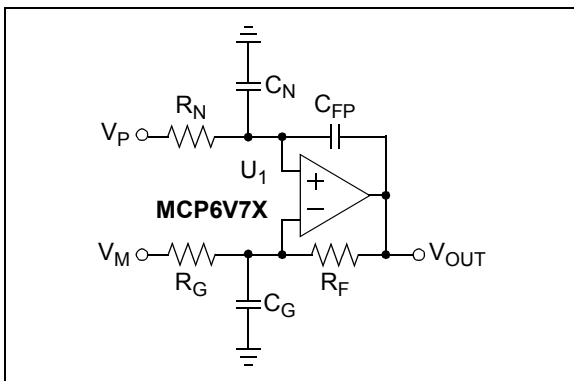 C_N
R_N
C_FP
V_P
U_1
+
MCP6V7X
−
V_M
V_OUT
R_G
R_F
C_G